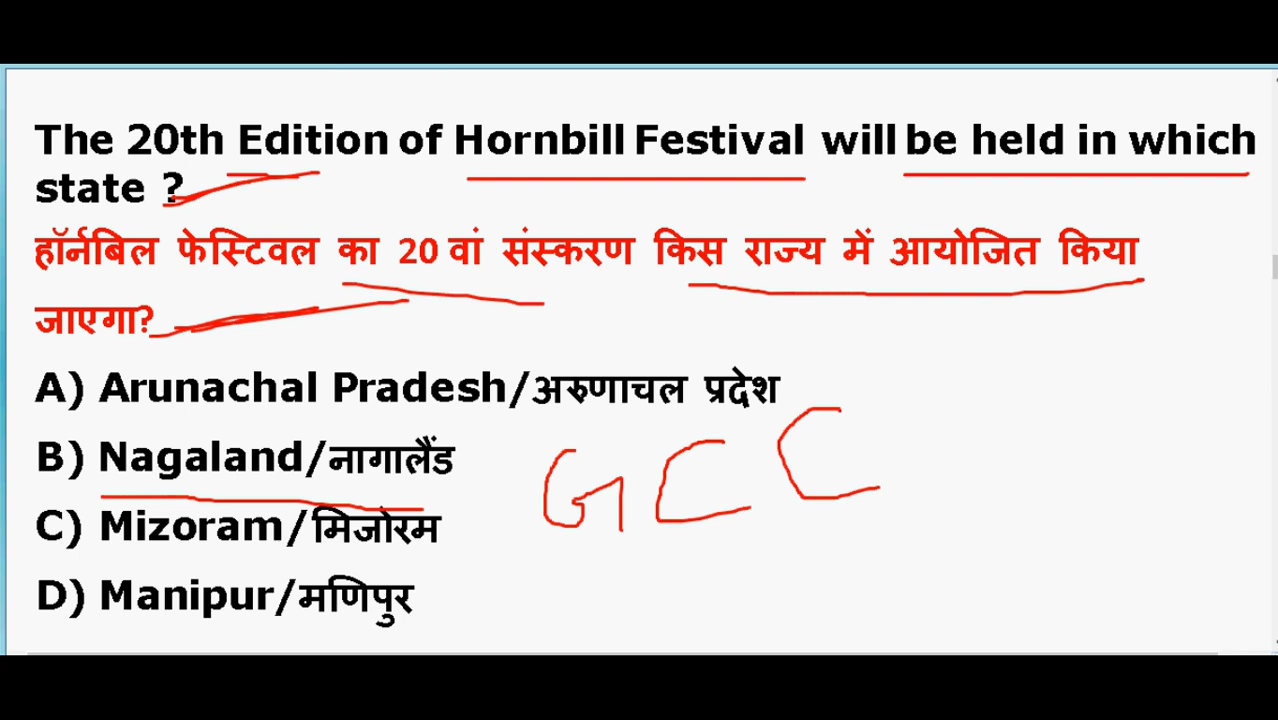 The 20th Edition of Hornbill Festival will be held in which
state ?
हॉर्नबिल फेस्टिवल का 20 वां संस्करण किस राज्य में आयोजित किया
जाएगा?
A) Arunachal Pradesh/अरुणाचल प्रदेश
B) Nagaland/नागालैंड
GCC
C) Mizoram/मिजोरम
D) Manipur/मणिपुर